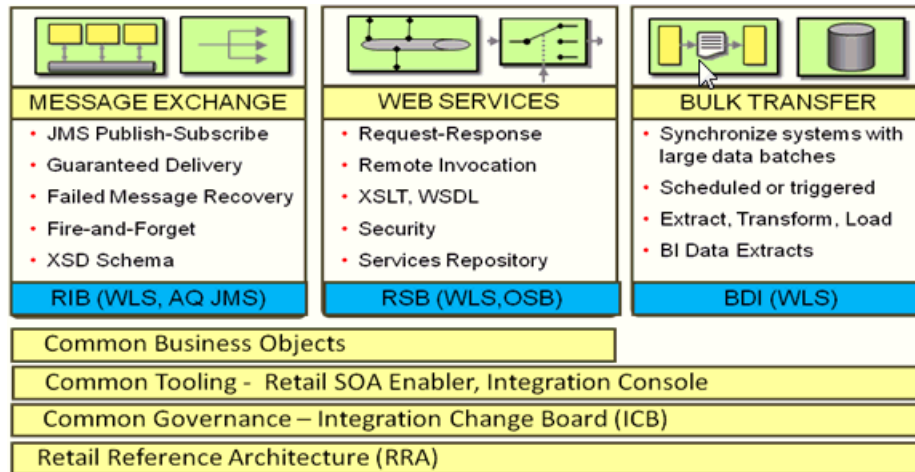 MESSAGE EXCHANGE
• JMS Publish-Subscribe
• Guaranteed Delivery
• Failed Message Recovery
• Fire-and-Forget
• XSD Schema
RIB (WLS, AQ JMS)
WEB SERVICES
• Request-Response
• Remote Invocation
• XSLT, WSDL
• Security
• Services Repository
RSB (WLS,OSB)
BULK TRANSFER
• Synchronize systems with
large data batches
• Scheduled or triggered
• Extract, Transform, Load
• BI Data Extracts
BDI (WLS)
Common Business Objects
Common Tooling - Retail SOA Enabler, Integration Console
Common Governance – Integration Change Board (ICB)
Retail Reference Architecture (RRA)